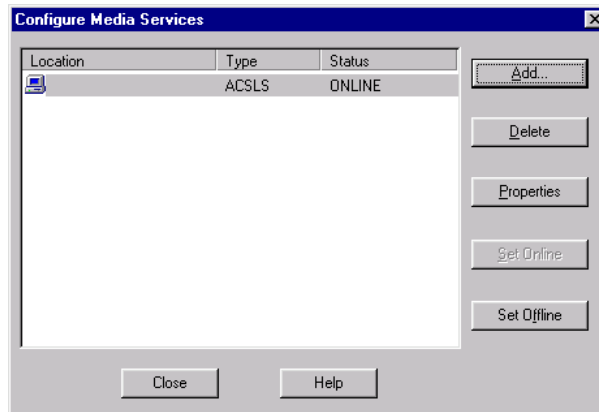 Configure Media Services
Location Type Status
ACSLS ONLINE
Add...
Delete
Properties
Set Online
Set Offline
Close Help